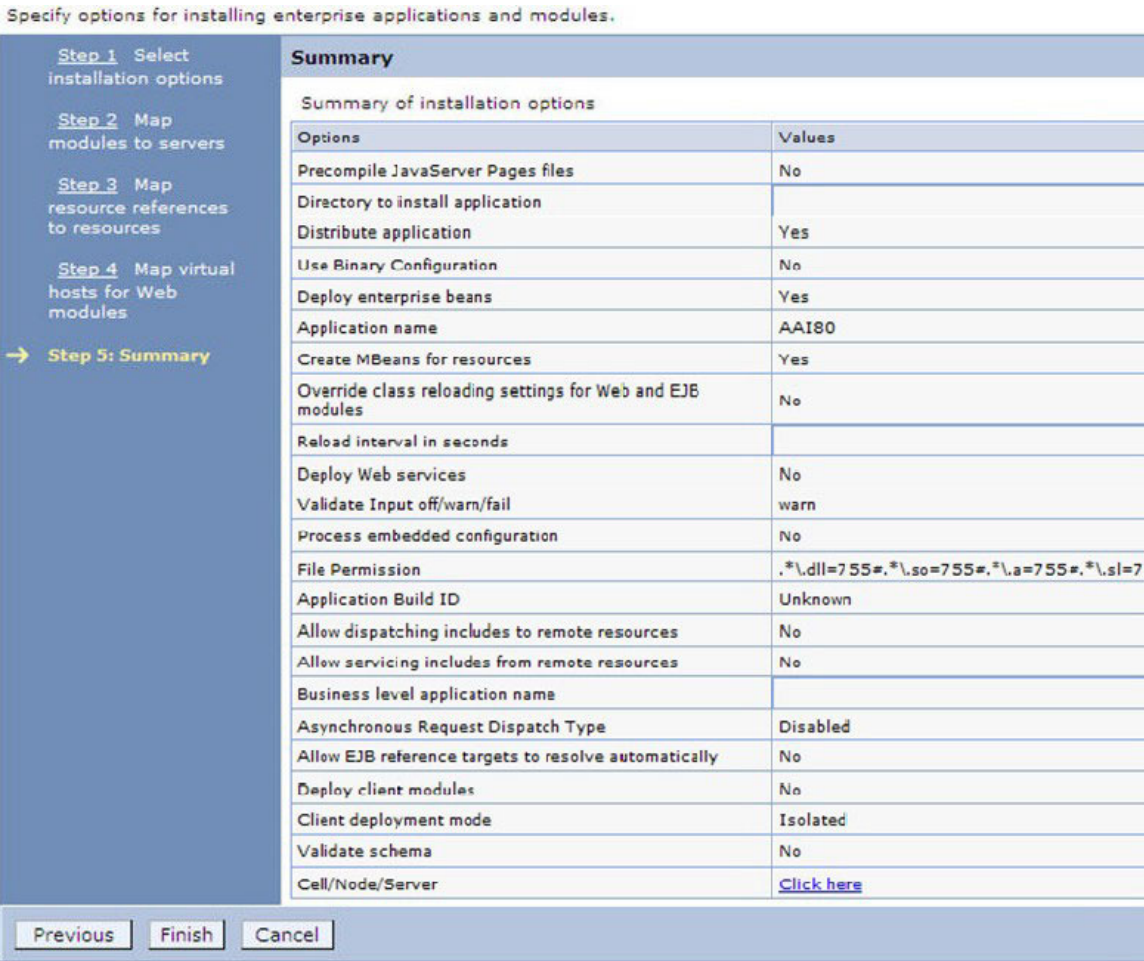 Specify options for installing enterprise applications and modules.
Step 1 Select
installation options
Step 2 Map
modules to servers
Step 3 Map
resource references
to resources
Step 4 Map virtual
hosts for Web
modules
Step 5: Summary
Summary
Summary of installation options
Options Values
Precompile JavaServer Pages files No
Directory to install application
Distribute application Yes
Use Binary Configuration No
Deploy enterprise beans Yes
Application name AAI80
Create MBeans for resources Yes
Override class reloading settings for Web and EJB
modules No
Reload interval in seconds
Deploy Web services No
Validate Input off/warn/fail warn
Process embedded configuration No
File Permission .*\.dll=755#.*\.so=755#.*\.a=755#.*\.sl=7
Application Build ID Unknown
Allow dispatching includes to remote resources No
Allow servicing includes from remote resources No
Business level application name
Asynchronous Request Dispatch Type Disabled
Allow EJB reference targets to resolve automatically No
Deploy client modules No
Client deployment mode Isolated
Validate schema No
Cell/Node/Server Click here
Previous Finish Cancel